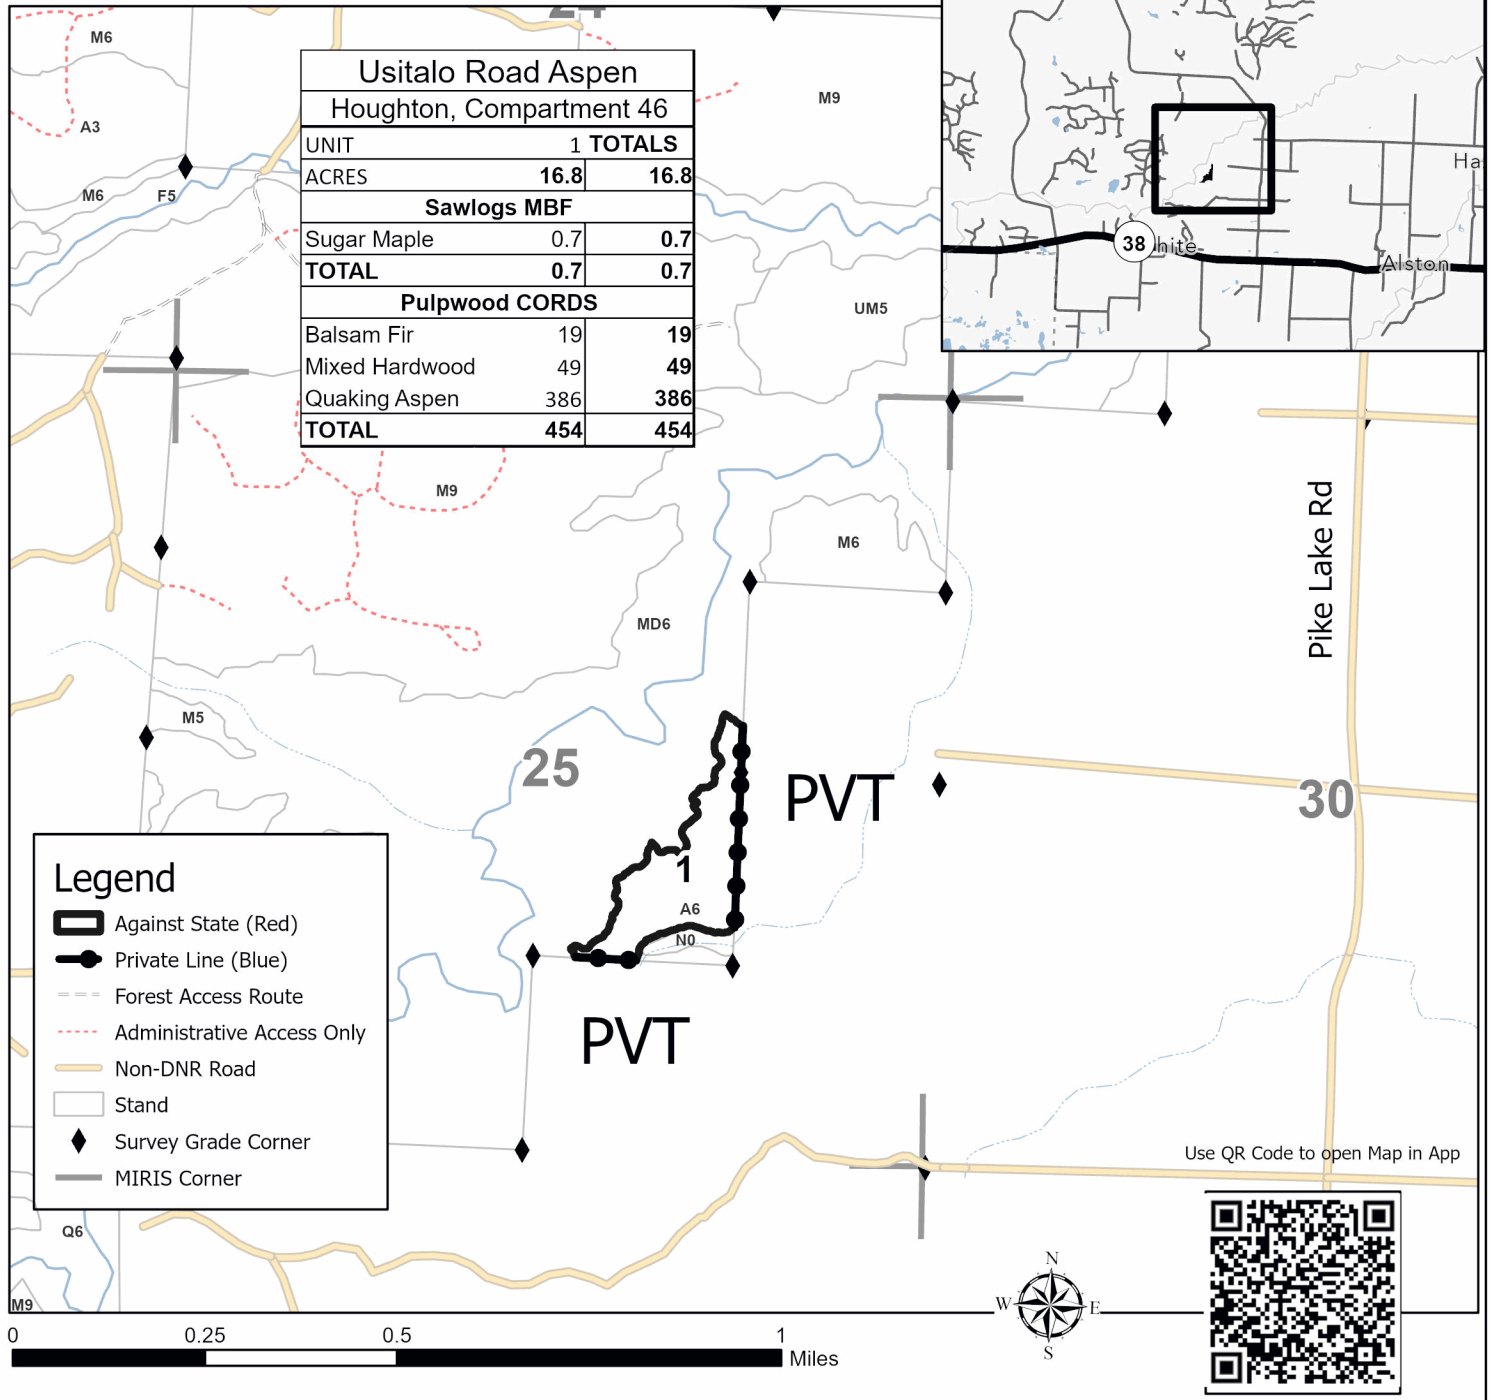 24
M6
A3
M6
F5
M9
Usitalo Road Aspen
Houghton, Compartment 46
UNIT 1 TOTALS
ACRES 16.8 16.8
Sawlogs MBF
Sugar Maple 0.7 0.7
TOTAL 0.7 0.7
Pulpwood CORDS
Balsam Fir 19 19
Mixed Hardwood 49 49
Quaking Aspen 386 386
TOTAL 454 454
Ha
38
hite
Alston
UM5
M9
M6
Pike Lake Rd
MD6
M5
25
PVT
30
1
A6
N0
PVT
Legend
Against State (Red)
Private Line (Blue)
Forest Access Route
Administrative Access Only
Non-DNR Road
Stand
Survey Grade Corner
MIRIS Corner
Use QR Code to open Map in App
Q6
M9
N
W E
S
0 0.25 0.5 1
Miles